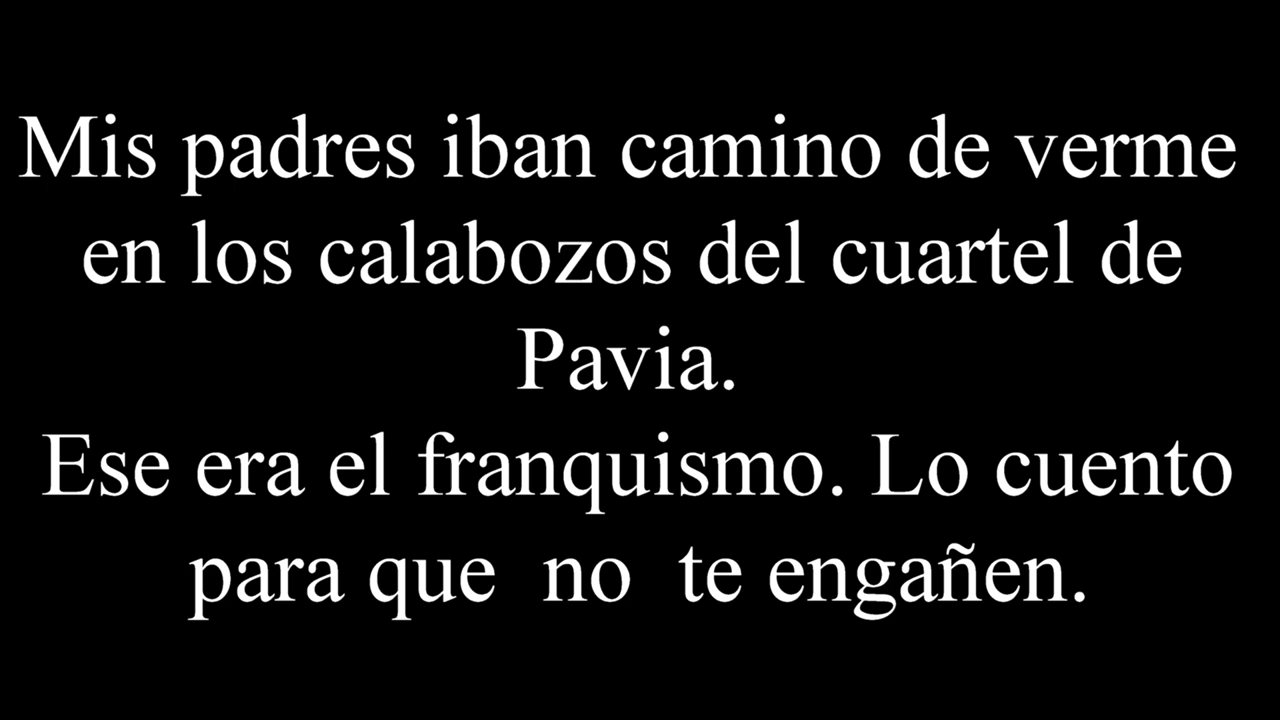 Mis padres iban camino de verme
en los calabozos del cuartel de
Pavia.
Ese era el franquismo. Lo cuento
para que  no  te engañen.